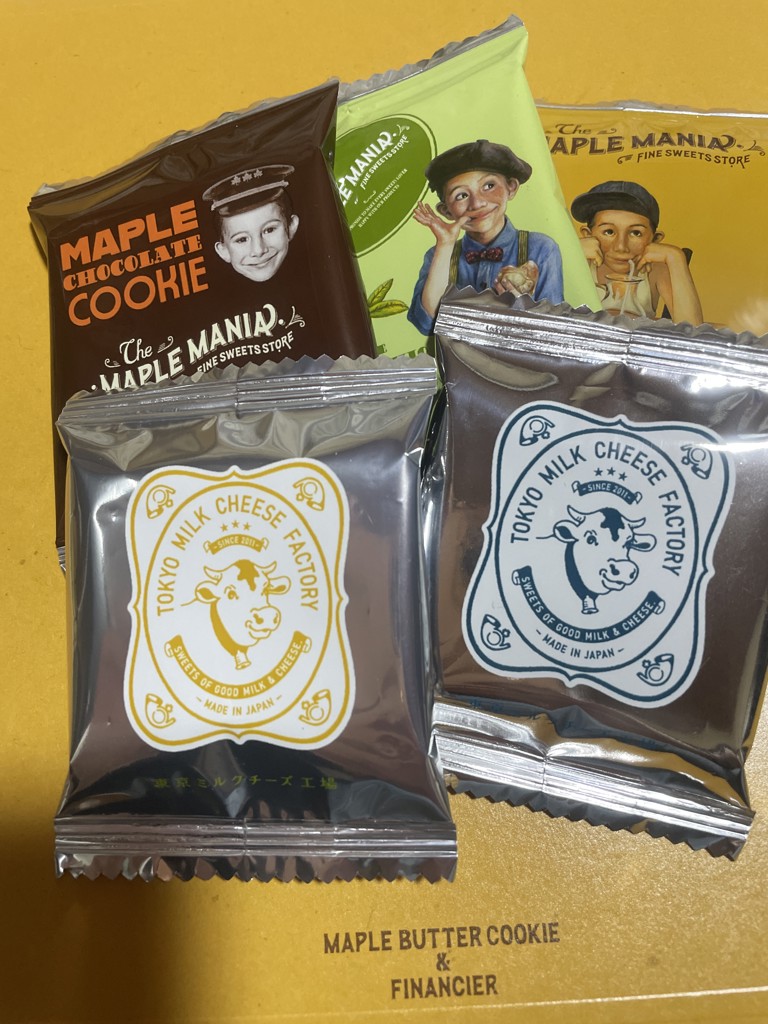 MAPLE
CHOCOLATE
COOKIE
The
MAPLE MANIA
FINE SWEETS STORE
LE MANIA
FINE SWEETS STORE
The
MAPLE MANIA
FINE SWEETS STORE
TOKYO MILK CHEESE FACTORY
SINCE 2011
SWEETS OF GOOD MILK & CHEESE
MADE IN JAPAN
東京ミルクチーズ工場
TOKYO MILK CHEESE FACTORY
SINCE 2011
SWEETS OF GOOD MILK & CHEESE
MADE IN JAPAN
MAPLE BUTTER COOKIE
&
FINANCIER